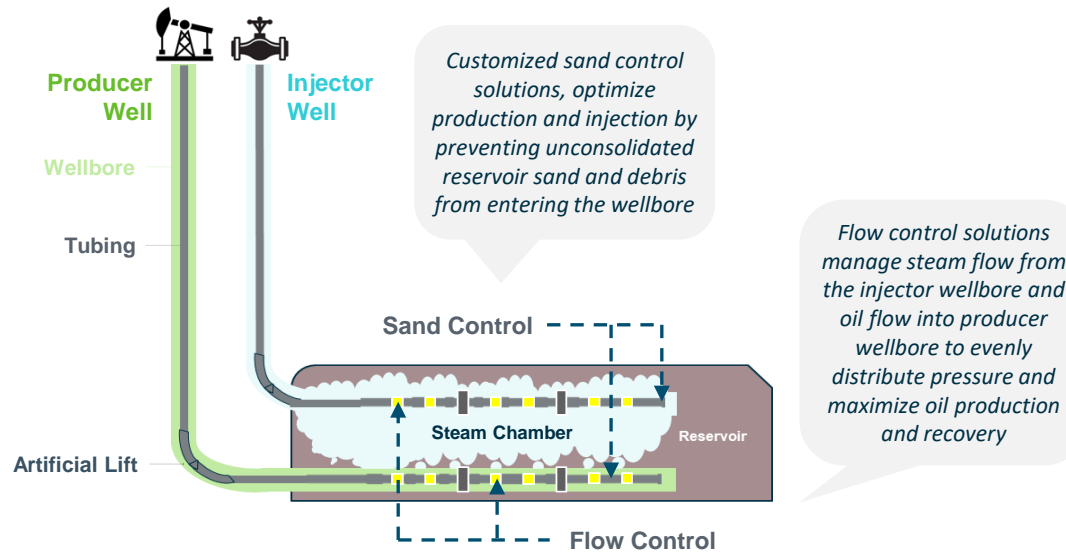 Producer
Well
Injector
Well
Wellbore
Tubing
Artificial Lift
Customized sand control
solutions, optimize
production and injection by
preventing unconsolidated
reservoir sand and debris
from entering the wellbore
Flow control solutions
manage steam flow from
the injector wellbore and
oil flow into producer
wellbore to evenly
distribute pressure and
maximize oil production
and recovery
Sand Control
Steam Chamber
Reservoir
Flow Control